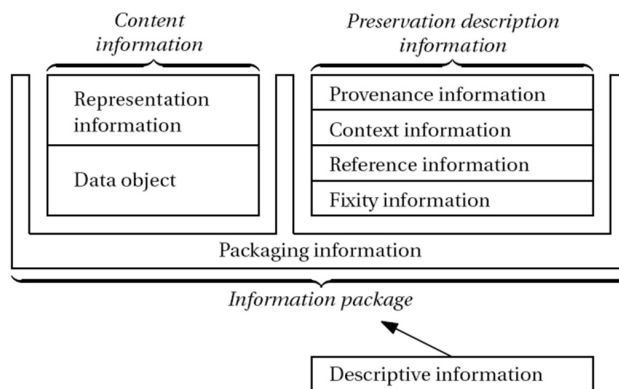 Content
information
Preservation description
information
Representation
information
Data object
Provenance information
Context information
Reference information
Fixity information
Packaging information
Information package
Descriptive information